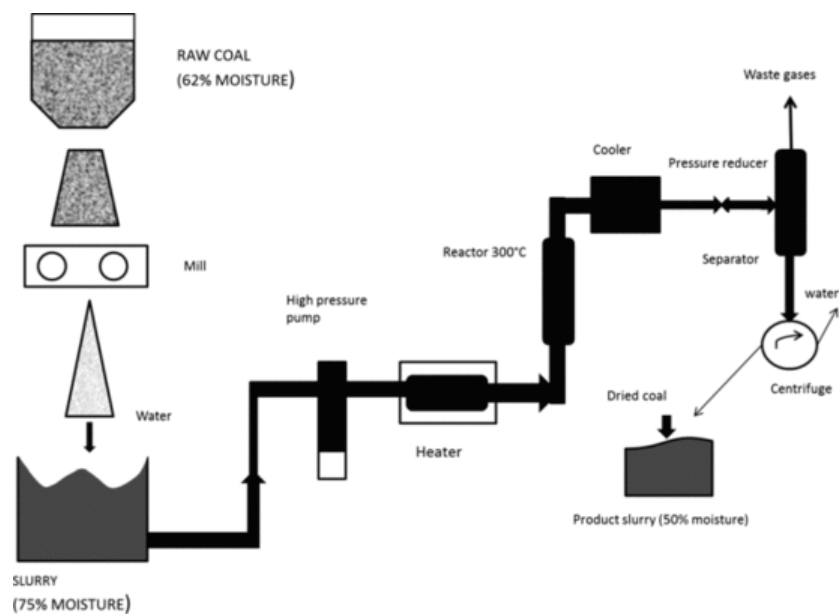 RAW COAL
(62% MOISTURE)
Mill
Water
SLURRY
(75% MOISTURE)
High pressure
pump
Heater
Reactor 300°C
Cooler
Pressure reducer
Waste gases
Separator
water
Centrifuge
Dried coal
Product slurry (50% moisture)